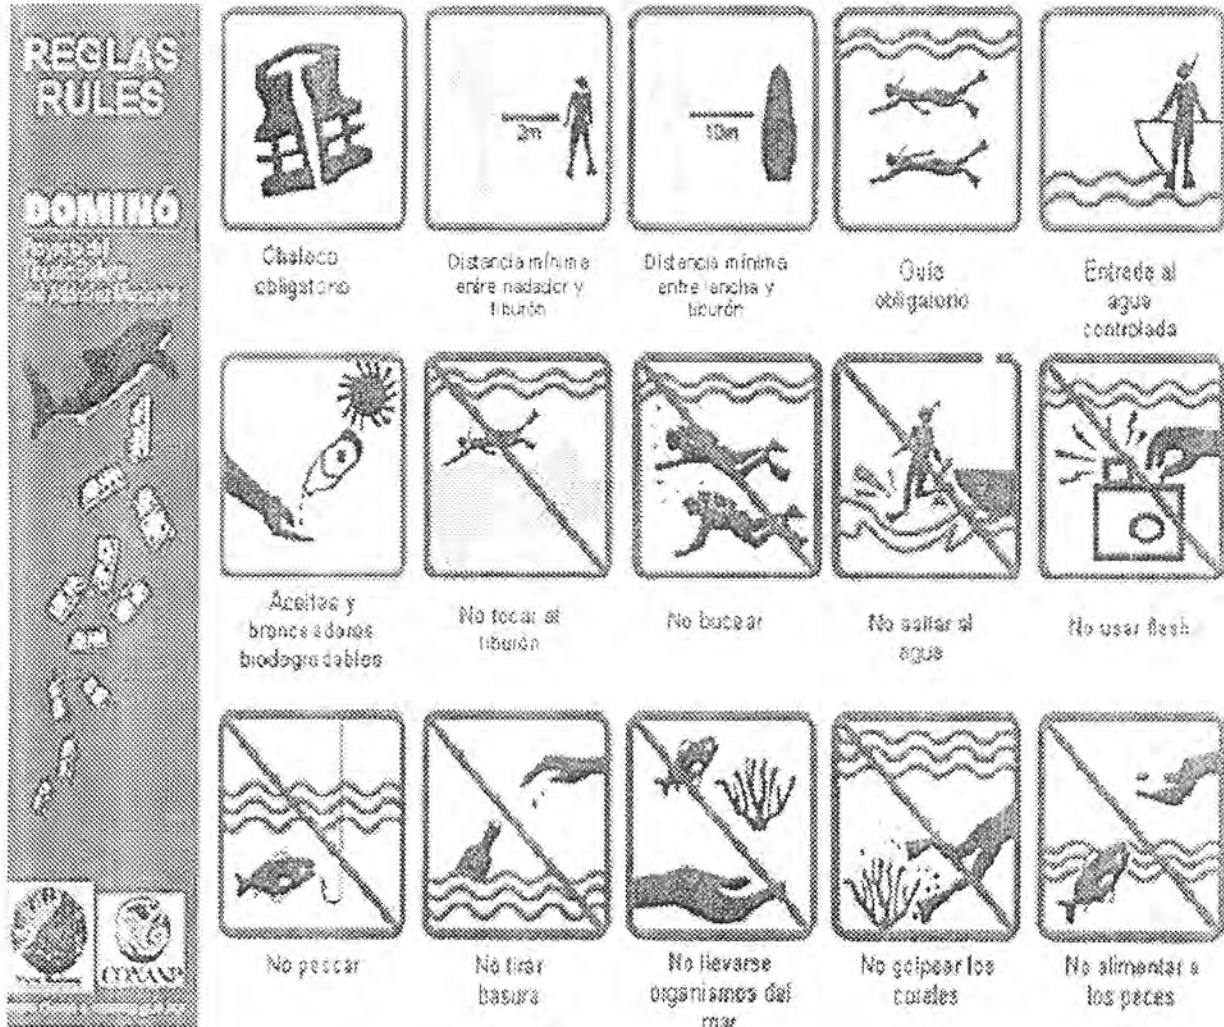 REGLAS
RULES
DOMINÓ
CONANP
Chaleco
obligatorio
2m
Distancia mínima
entre nadador y
tiburón
10m
Distancia mínima
entre lancha y
tiburón
Guía
obligatorio
Entrada al
agua
controlada
Aceites y
bronceadores
biodegradables
No tocar al
tiburón
No bucear
No saltar al
agua
No usar flash
No pescar
No tirar
basura
No llevarse
organismos del
mar
No golpear los
corales
No alimentar a
los peces